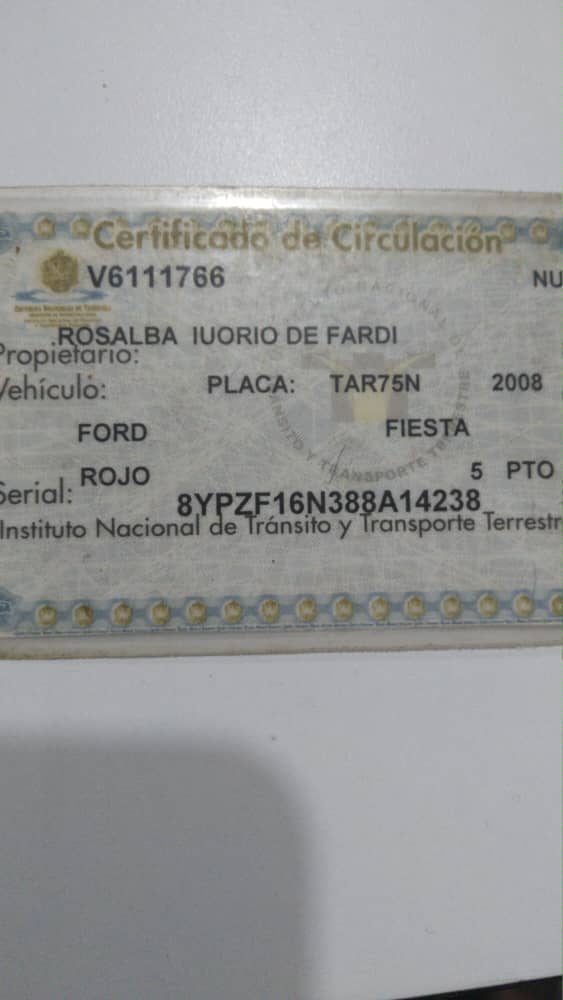 Certificado de Circulación
V6111766 NU
.ROSALBA IUORIO DE FARDI
Propietario:
Vehículo: PLACA: TAR75N 2008
FORD FIESTA
ROJO 5 PTO
Serial: 8YPZF16N388A14238
Instituto Nacional de Tránsito y Transporte Terrestr